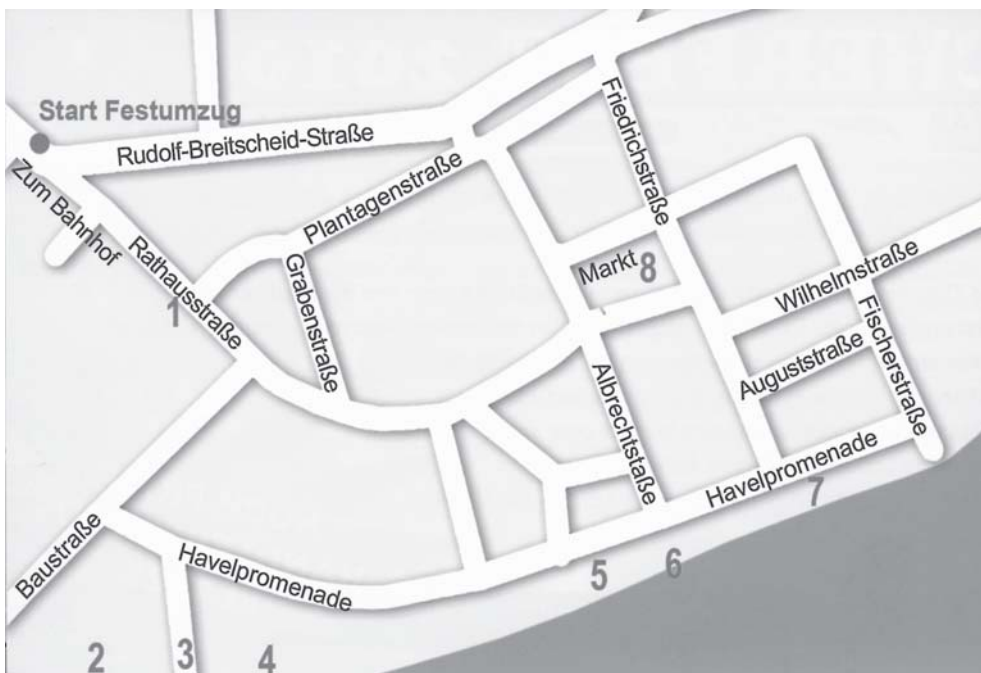 Start Festumzug
Rudolf-Breitscheid-Straße
Friedrichstraße
Zum Bahnhof
Plantagenstraße
Rathausstraße
Grabenstraße
Markt
8
Wilhelmstraße
1
Fischerstraße
Auguststraße
Albrechtstaße
Havelpromenade
7
Baustraße
Havelpromenade
5
6
2
3
4